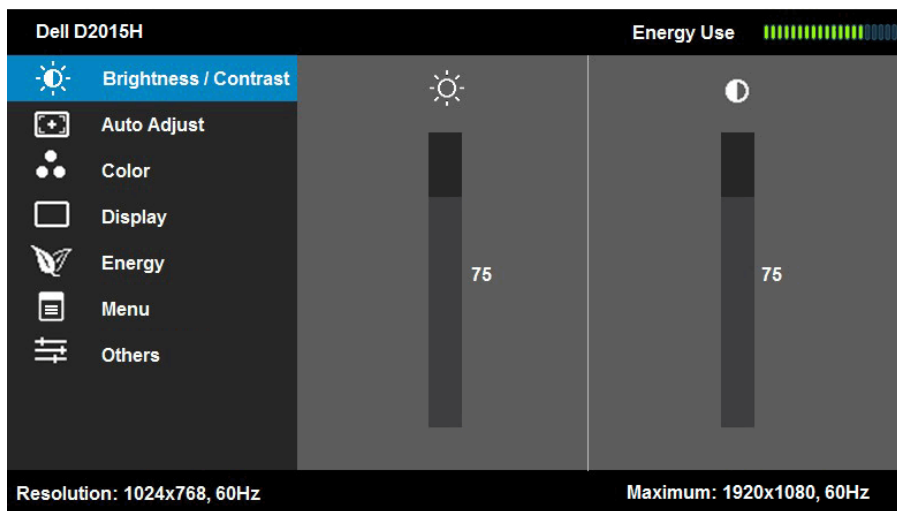 Dell D2015H Energy Use
Brightness / Contrast
Auto Adjust
Color
Display
Energy
Menu
Others
75 75
Resolution: 1024x768, 60Hz Maximum: 1920x1080, 60Hz